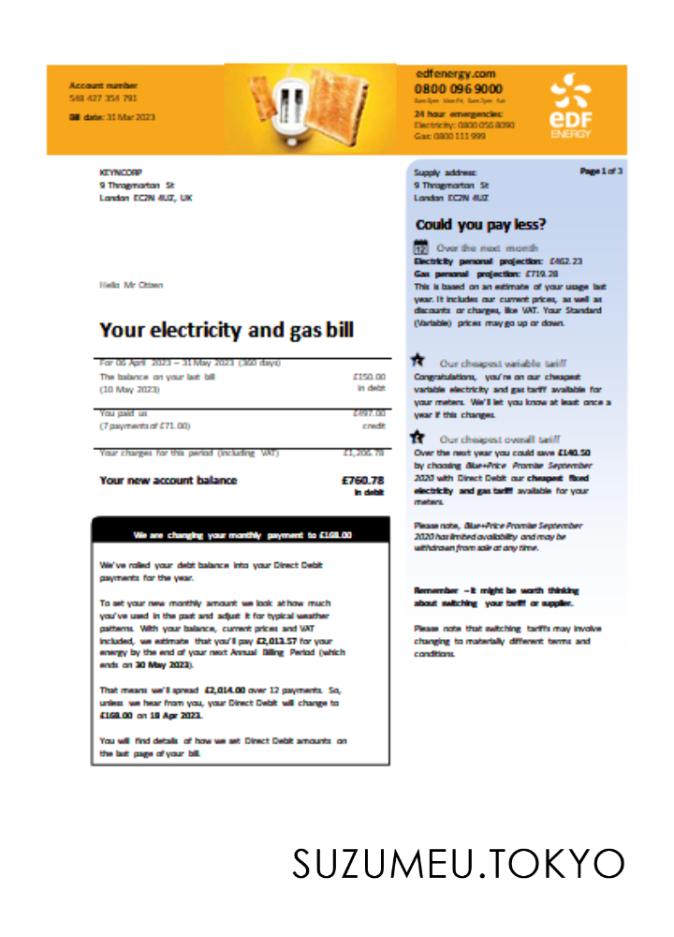 Account number
548 427 354 791
Bill date: 31 Mar 2023
edfenergy.com
0800 096 9000
8am-8pm Mon-Fri, 8am-7pm Sat
24 hour emergencies:
Electricity: 0800 056 8090
Gas: 0800 111 999
eDF
ENERGY
KEYNCORP
9 Throgmorton St
London EC2N 4UZ, UK
Hello Mr Citizen
Your electricity and gas bill
For 06 April 2023 – 31 May 2023 (360 days)
The balance on your last bill £150.00
(10 May 2023) in debt
You paid us £497.00
(7 payments of £71.00) credit
Your charges for this period (including VAT) £1,206.78
Your new account balance £760.78
in debt
We are changing your monthly payment to £168.00
We've rolled your debt balance into your Direct Debit
payments for the year.
To set your new monthly amount we look at how much
you've used in the past and adjust it for typical weather
patterns. With your balance, current prices and VAT
included, we estimate that you'll pay £2,013.57 for your
energy by the end of your next Annual Billing Period (which
ends on 30 May 2023).
That means we'll spread £2,014.00 over 12 payments. So,
unless we hear from you, your Direct Debit will change to
£168.00 on 18 Apr 2023.
You will find details of how we set Direct Debit amounts on
the last page of your bill.
Supply address: Page 1 of 3
9 Throgmorton St
London EC2N 4UZ, UK
Could you pay less?
12 Over the next month
Electricity personal projection: £462.23
Gas personal projection: £719.28
This is based on an estimate of your usage last
year. It includes our current prices, as well as
discounts or charges, like VAT. Your Standard
(Variable) prices may go up or down.
Our cheapest variable tariff
Congratulations, you're on our cheapest
variable electricity and gas tariff available for
your meters. We'll let you know at least once a
year if this changes.
Our cheapest overall tariff
Over the next year you could save £140.50
by choosing Blue+Price Promise September
2020 with Direct Debit our cheapest fixed
electricity and gas tariff available for your
meters.
Please note, Blue+Price Promise September
2020 has limited availability and may be
withdrawn from sale at any time.
Remember – it might be worth thinking
about switching your tariff or supplier.
Please note that switching tariffs may involve
changing to materially different terms and
conditions.
SUZUMEU.TOKYO